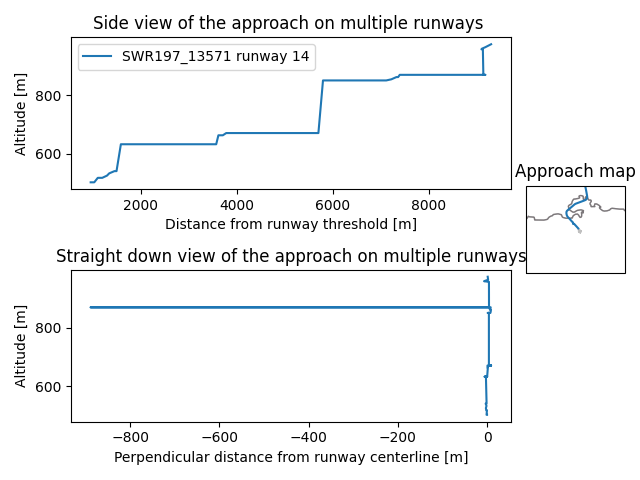 Side view of the approach on multiple runways
SWR197_13571 runway 14
Altitude [m]
800
600
2000
4000
6000
8000
Distance from runway threshold [m]
Approach map
Straight down view of the approach on multiple runways
Altitude [m]
800
600
−800
−600
−400
−200
0
Perpendicular distance from runway centerline [m]